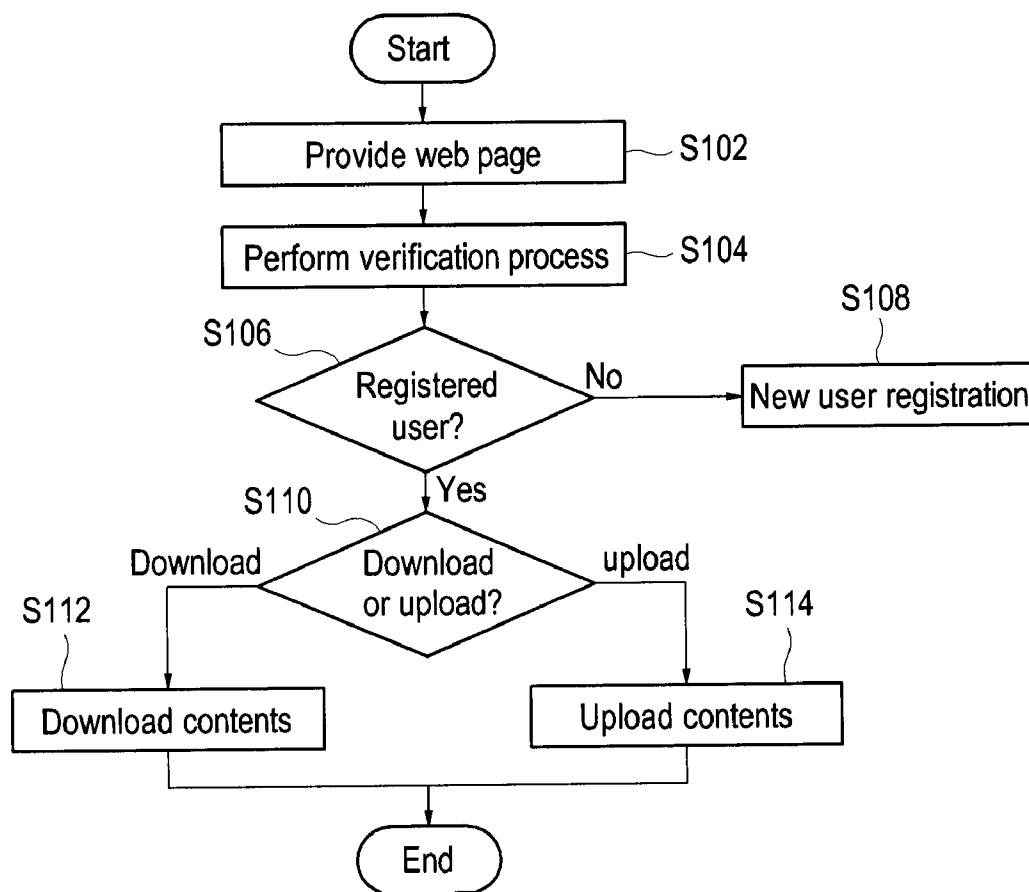 Start
Provide web page
S102
Perform verification process
S104
S106
S108
Registered
user?
No
New user registration
Yes
S110
Download
Download
or upload?
upload
S112
S114
Download contents
Upload contents
End